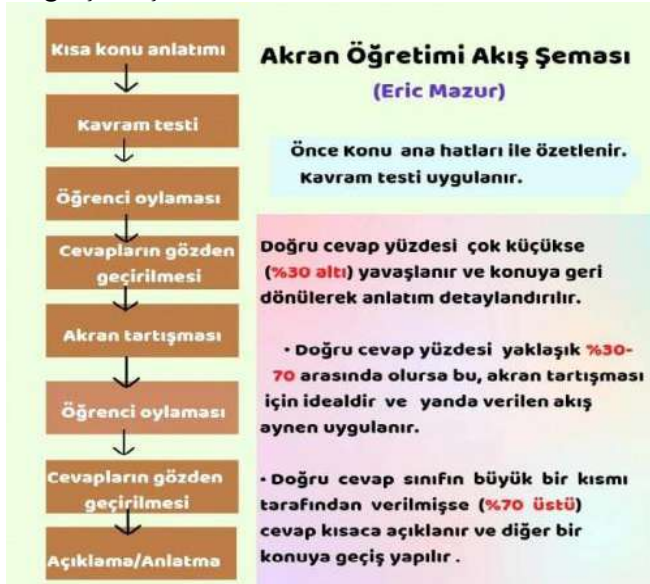 Kısa konu anlatımı
Kavram testi
Öğrenci oylaması
Cevapların gözden
geçirilmesi
Akran tartışması
Öğrenci oylaması
Cevapların gözden
geçirilmesi
Açıklama/Anlatma
Akran Öğretimi Akış Şeması
(Eric Mazur)
Önce Konu ana hatları ile özetlenir.
Kavram testi uygulanır.
Doğru cevap yüzdesi çok küçükse
(%30 altı) yavaşlanır ve konuya geri
dönülerek anlatım detaylandırılır.
• Doğru cevap yüzdesi yaklaşık %30-
70 arasında olursa bu, akran tartışması
için idealdir ve yanda verilen akış
aynen uygulanır.
• Doğru cevap sınıfın büyük bir kısmı
tarafından verilmişse (%70 üstü)
cevap kısaca açıklanır ve diğer bir
konuya geçiş yapılır .